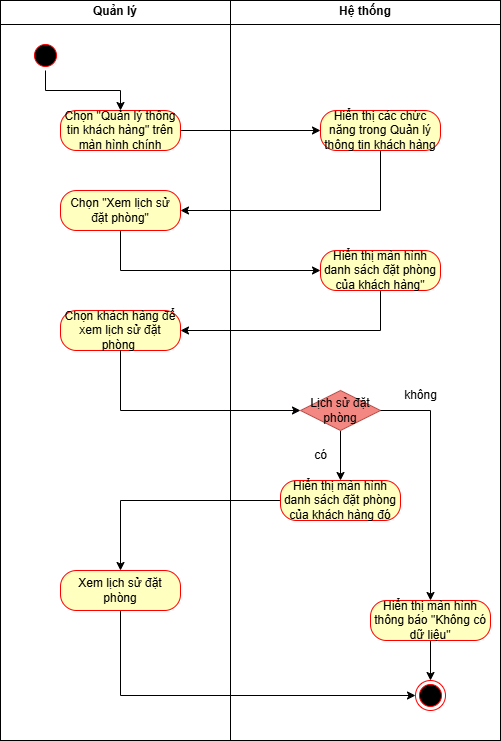 Quản lý
Hệ thống
Chọn "Quản lý thông
tin khách hàng" trên
màn hình chính
Hiển thị các chức
năng trong Quản lý
thông tin khách hàng
Chọn "Xem lịch sử
đặt phòng"
Hiển thị màn hình
danh sách đặt phòng
của khách hàng"
Chọn khách hàng để
xem lịch sử đặt
phòng
Lịch sử đặt
phòng
không
có
Hiển thị màn hình
danh sách đặt phòng
của khách hàng đó
Xem lịch sử đặt
phòng
Hiển thị màn hình
thông báo "Không có
dữ liệu"